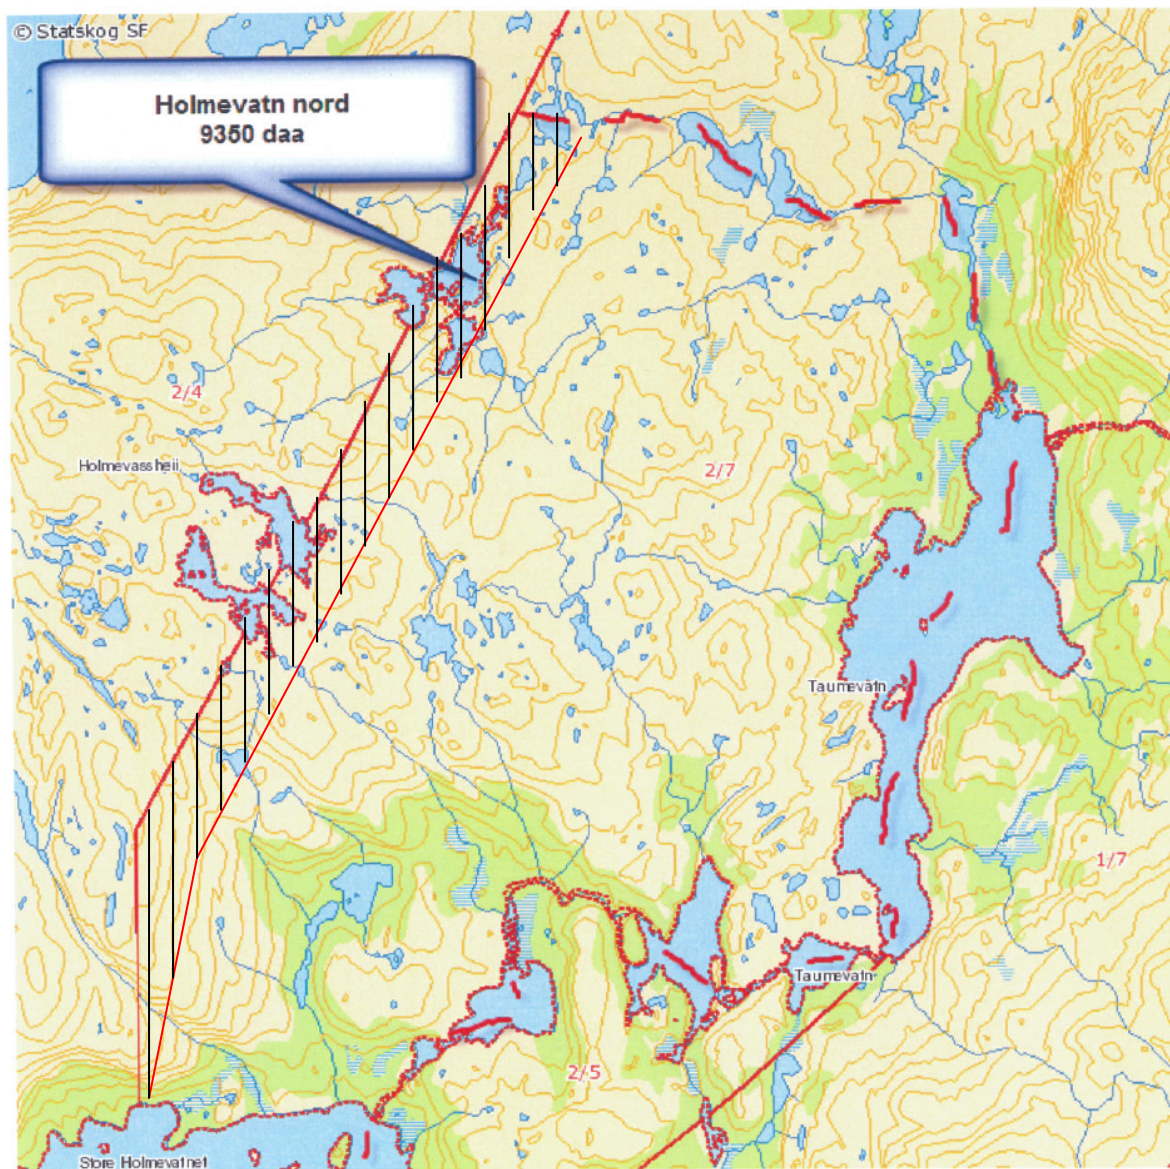 © Statskog SF
Holmevatn nord
9350 daa
2/4
Holmevassheii
2/7
Taumevatn
1/7
Taumevatn
2/5
Store Holmevatnet